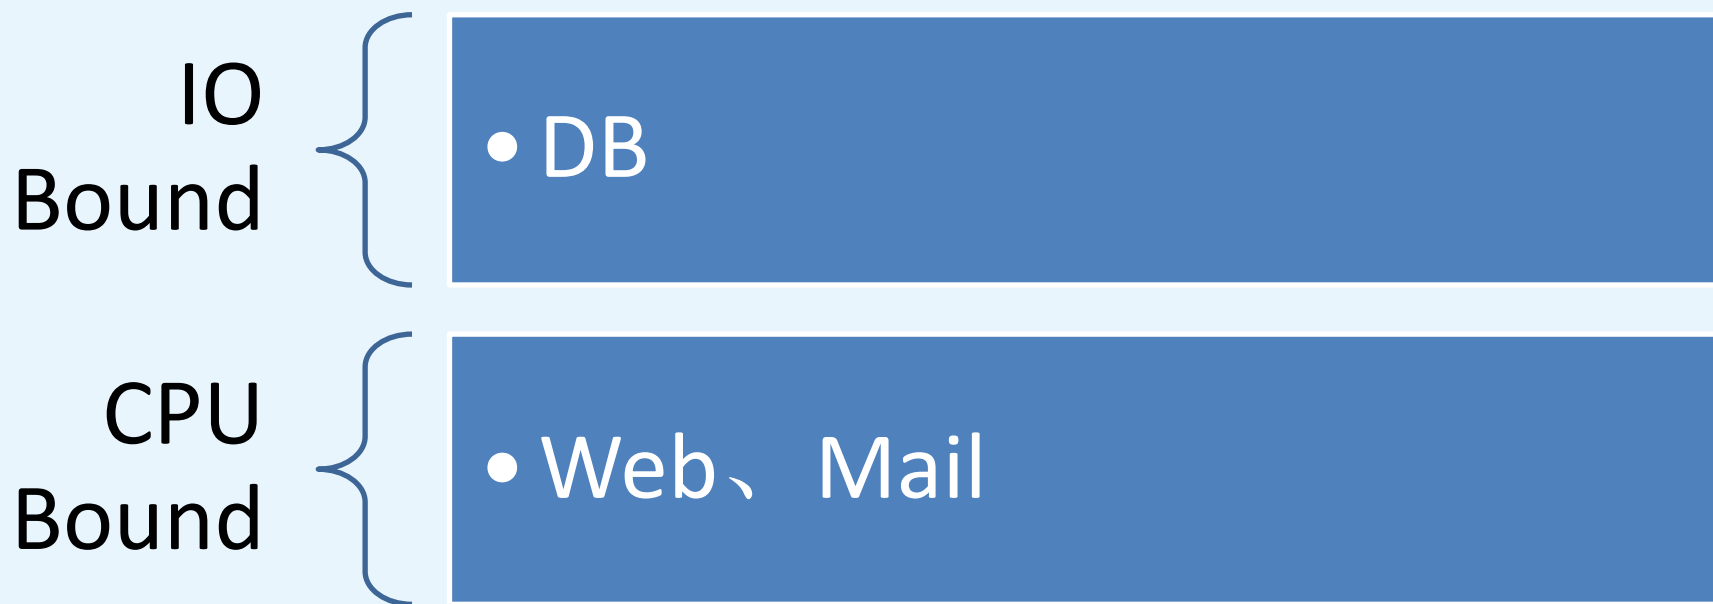 IO
Bound
• DB
CPU
Bound
• Web、Mail